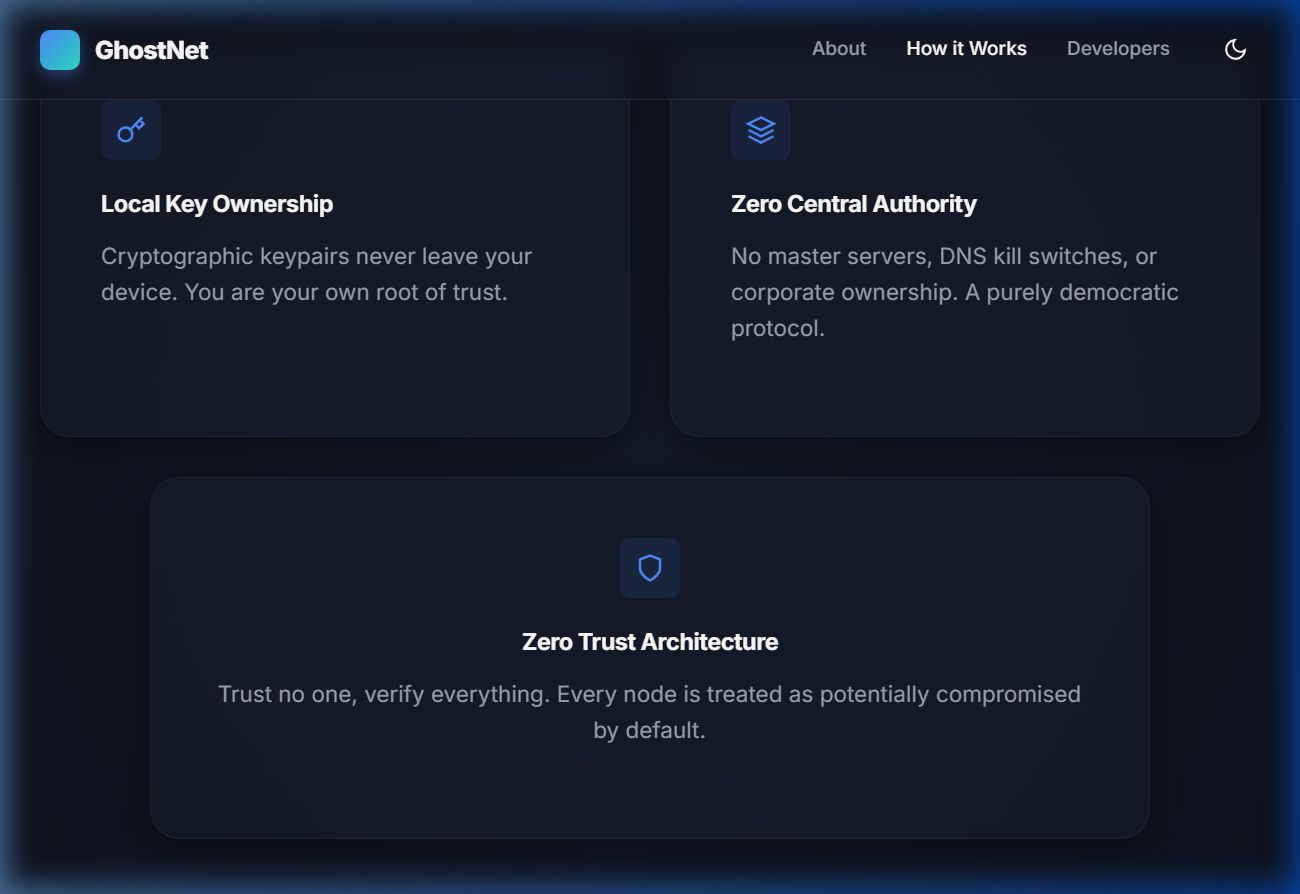 GhostNet
About
How it Works
Developers
Local Key Ownership
Cryptographic keypairs never leave your
device. You are your own root of trust.
Zero Central Authority
No master servers, DNS kill switches, or
corporate ownership. A purely democratic
protocol.
Zero Trust Architecture
Trust no one, verify everything. Every node is treated as potentially compromised
by default.